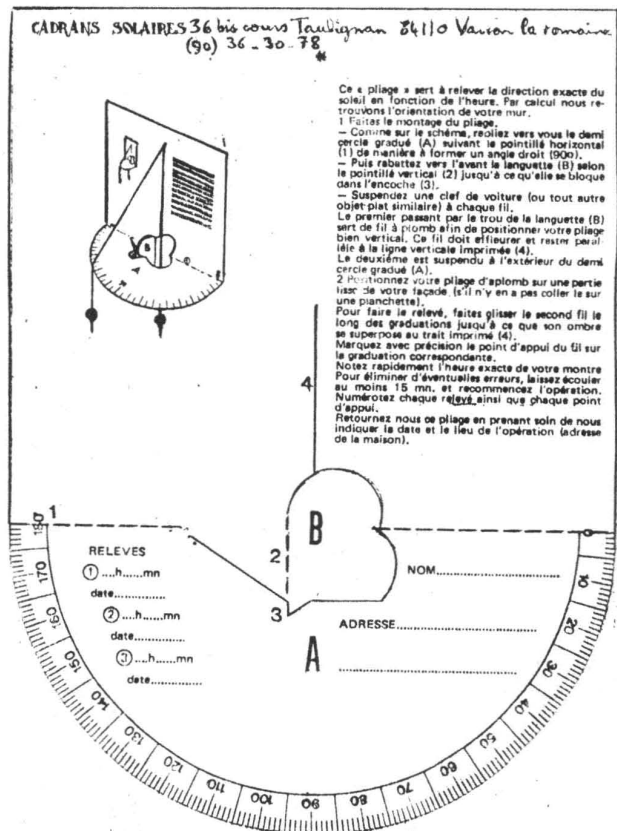 CADRANS SOLAIRES 36 bis cours Taulignan 84110 Vaison la romaine
(90) 36-30-78
*
Ce « pliage » sert à relever la direction exacte du
soleil en fonction de l'heure. Par calcul nous re-
trouvons l'orientation de votre mur.
1 Faites le montage du pliage.
– Comme sur le schéma, repliez vers vous le demi
cercle gradué (A) suivant le pointillé horizontal
(1) de manière à former un angle droit (90o).
– Puis rabattez vers l'avant la languette (B) selon
le pointillé vertical (2) jusqu'à ce qu'elle se bloque
dans l'encoche (3).
– Suspendez une clef de voiture (ou tout autre
objet plat similaire) à chaque fil.
Le premier passant par le trou de la languette (B)
sert de fil à plomb afin de positionner votre pliage
bien vertical. Ce fil doit effleurer et rester paral-
lèle à la ligne verticale imprimée (4).
Le deuxième est suspendu à l'extérieur du demi
cercle gradué (A).
2 Positionnez votre pliage d'aplomb sur une partie
lisse de votre façade (s'il n'y en a pas coller le sur
une planchette).
Pour faire le relevé, faites glisser le second fil le
long des graduations jusqu'à ce que son ombre
se superpose au trait imprimé (4).
Marquez avec précision le point d'appui du fil sur
la graduation correspondante.
Notez rapidement l'heure exacte de votre montre
Pour éliminer d'éventuelles erreurs, laissez écouler
au moins 15 mn. et recommencez l'opération.
Numérotez chaque relevé ainsi que chaque point
d'appui.
Retournez nous ce pliage en prenant soin de nous
indiquer la date et le lieu de l'opération (adresse
de la maison).
4
1
B
2
3
A
RELEVES
① ....h......mn
date..............
② ...h......mn
date..............
③ ...h......mn
date..............
NOM..............................
ADRESSE..............................
..............................
180 170 160 150 140 130 120 110 100 90 80 70 60 50 40 30 20 10 0